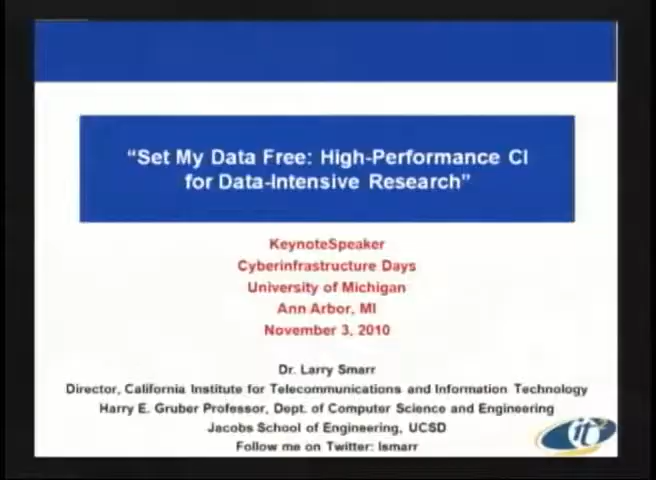 “Set My Data Free: High-Performance CI
for Data-Intensive Research”
KeynoteSpeaker
Cyberinfrastructure Days
University of Michigan
Ann Arbor, MI
November 3, 2010
Dr. Larry Smarr
Director, California Institute for Telecommunications and Information Technology
Harry E. Gruber Professor, Dept. of Computer Science and Engineering
Jacobs School of Engineering, UCSD
Follow me on Twitter: lsmarr